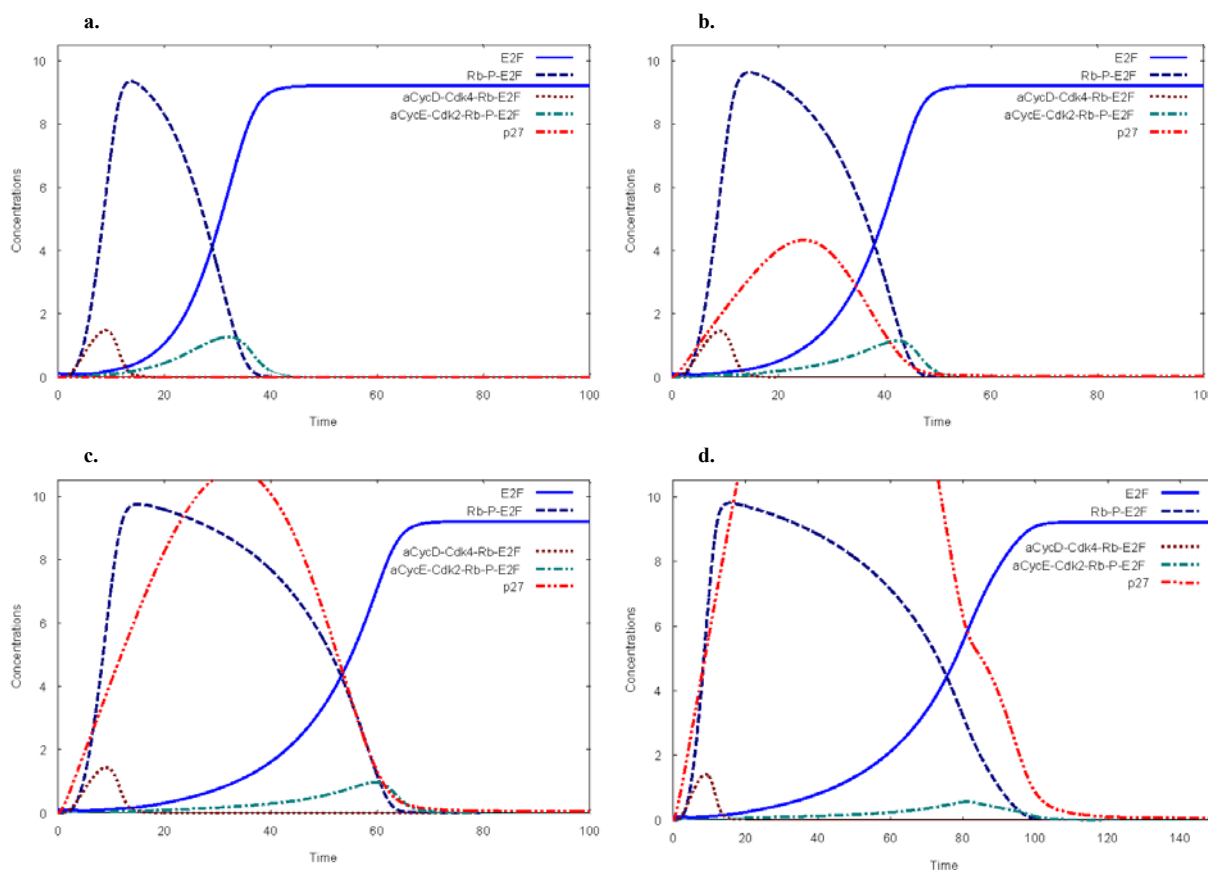 a.
10
8
6
4
2
0
Concentrations
E2F
Rb-P-E2F
aCycD-Cdk4-Rb-E2F
aCycE-Cdk2-Rb-P-E2F
p27
0 20 40 60 80 100
Time
b.
10
8
6
4
2
0
Concentrations
E2F
Rb-P-E2F
aCycD-Cdk4-Rb-E2F
aCycE-Cdk2-Rb-P-E2F
p27
0 20 40 60 80 100
Time
c.
10
8
6
4
2
0
Concentrations
E2F
Rb-P-E2F
aCycD-Cdk4-Rb-E2F
aCycE-Cdk2-Rb-P-E2F
p27
0 20 40 60 80 100
Time
d.
10
8
6
4
2
0
Concentrations
E2F
Rb-P-E2F
aCycD-Cdk4-Rb-E2F
aCycE-Cdk2-Rb-P-E2F
p27
0 20 40 60 80 100 120 140
Time